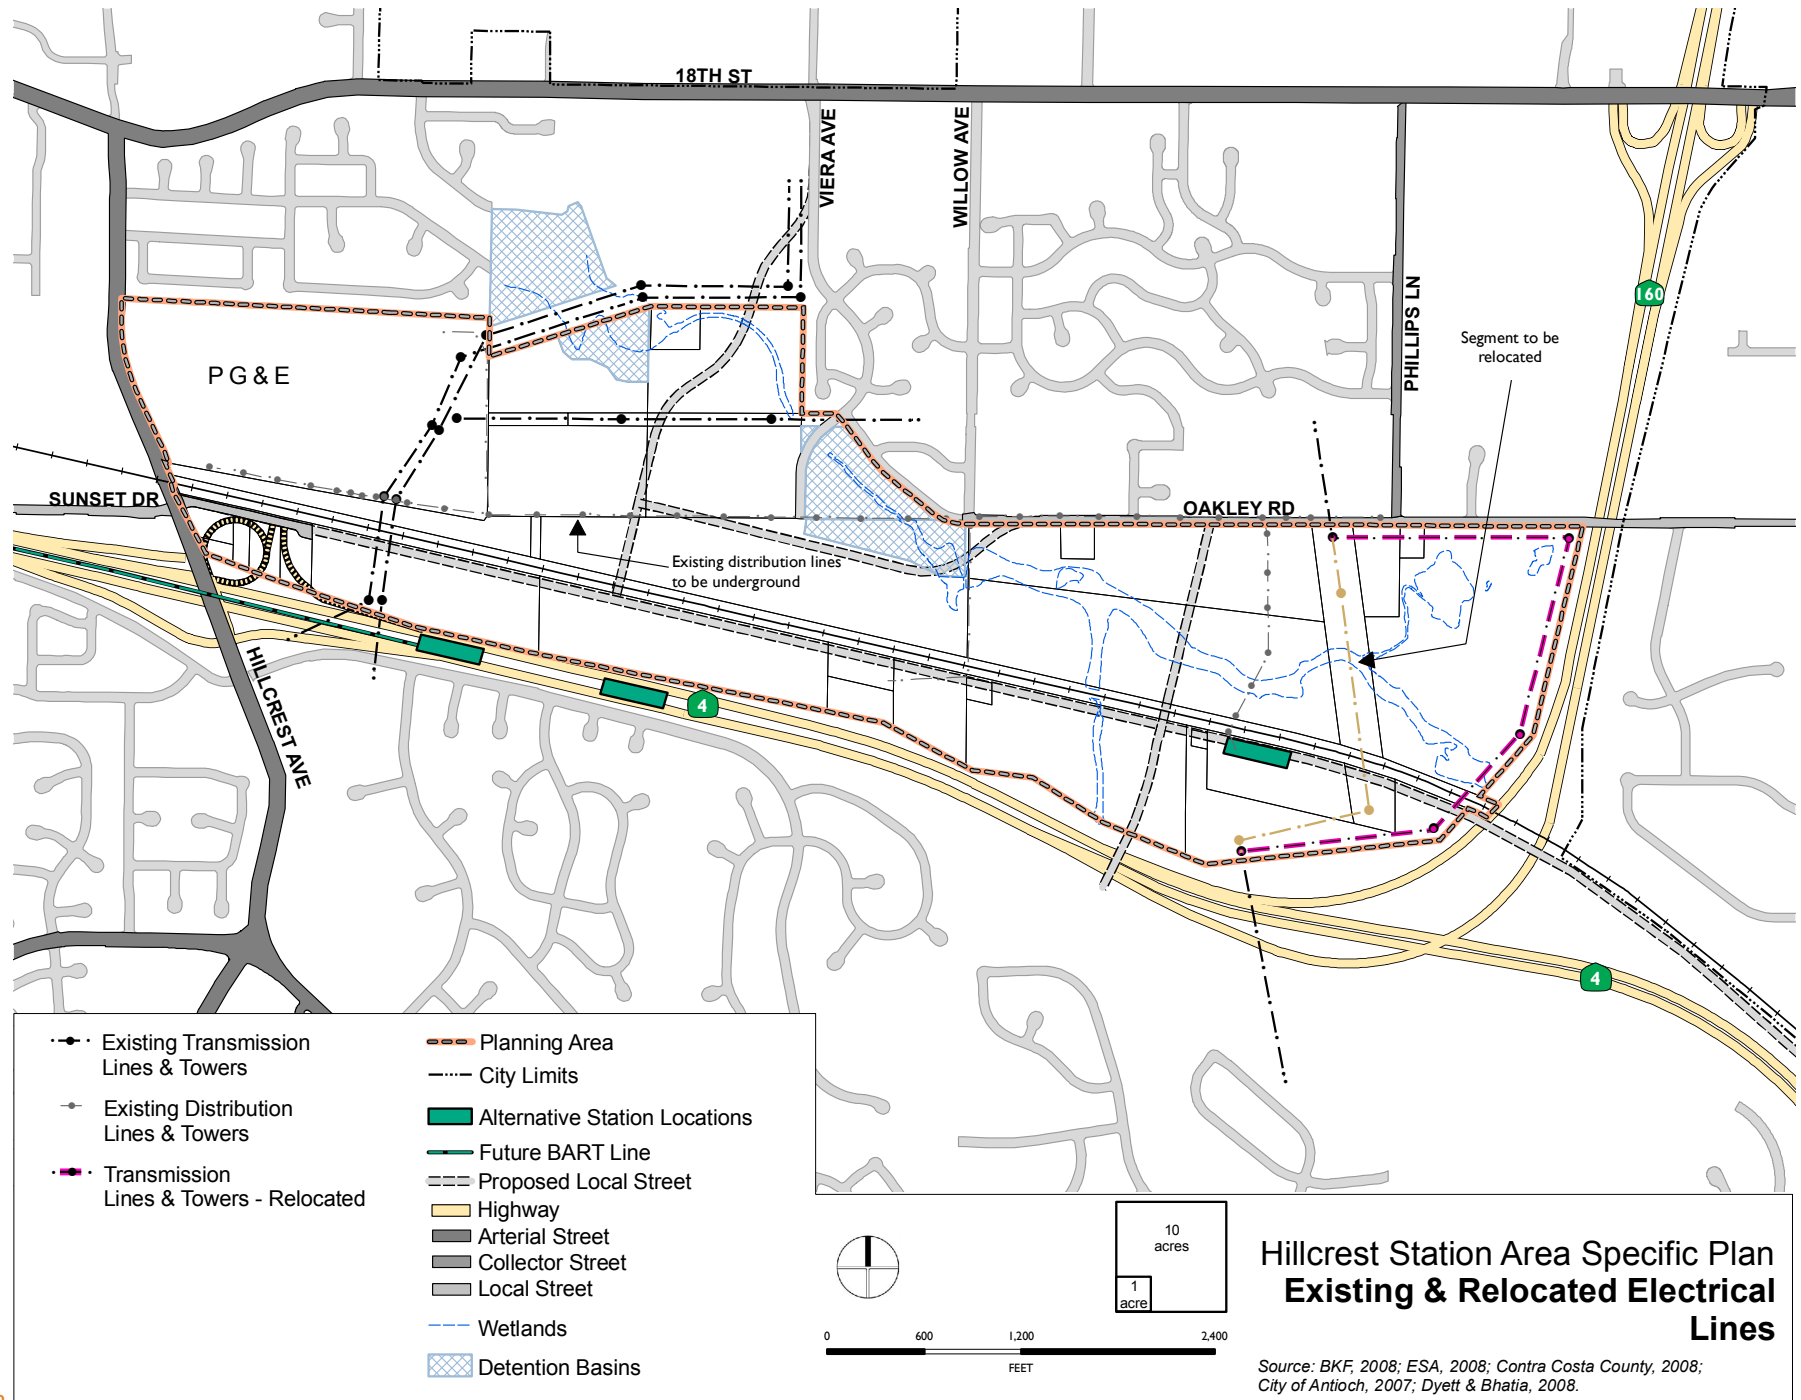 18TH ST
VIERA AVE
WILLOW AVE
PHILLIPS LN
160
Segment to be
relocated
PG&E
SUNSET DR
OAKLEY RD
Existing distribution lines
to be underground
HILLCREST AVE
4
4
Existing Transmission
Lines & Towers
Existing Distribution
Lines & Towers
Transmission
Lines & Towers - Relocated
Planning Area
City Limits
Alternative Station Locations
Future BART Line
Proposed Local Street
Highway
Arterial Street
Collector Street
Local Street
Wetlands
Detention Basins
10
acres
1
acre
0 600 1,200 2,400
FEET
Hillcrest Station Area Specific Plan
Existing & Relocated Electrical
Lines
Source: BKF, 2008; ESA, 2008; Contra Costa County, 2008;
City of Antioch, 2007; Dyett & Bhatia, 2008.